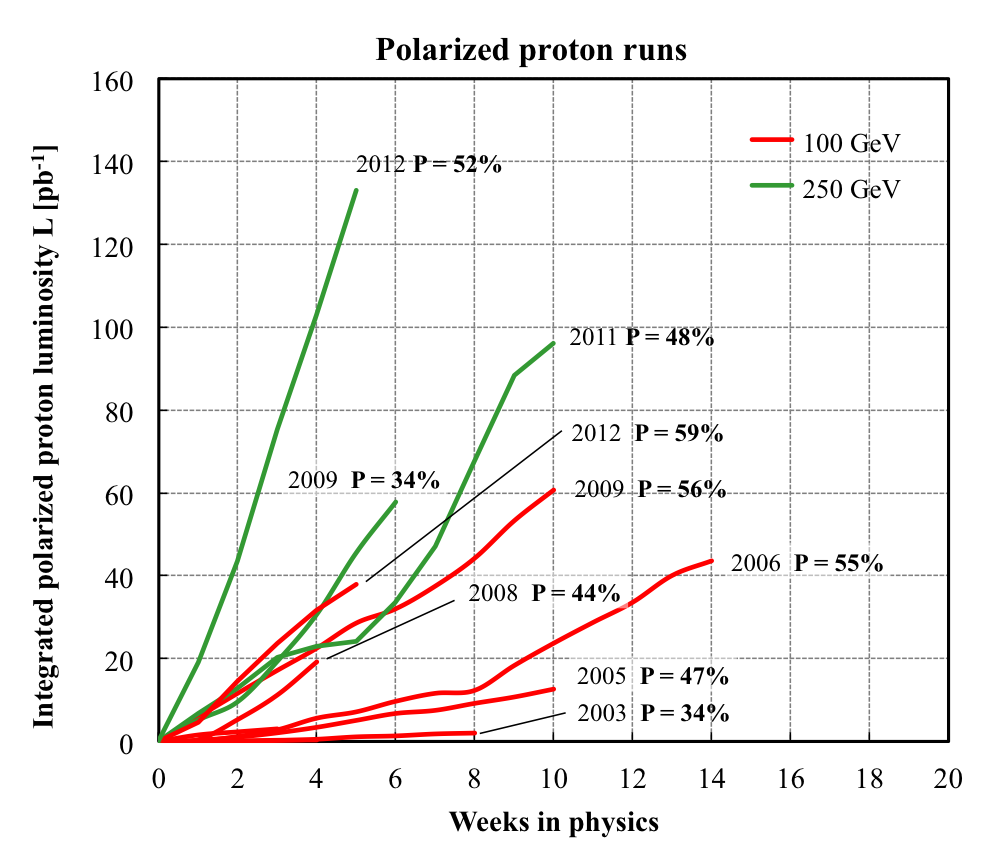 Polarized proton runs
Integrated polarized proton luminosity L [pb⁻¹]
160
140
120
100
80
60
40
20
0
100 GeV
250 GeV
2012 P = 52%
2011 P = 48%
2012 P = 59%
2009 P = 34%
2009 P = 56%
2006 P = 55%
2008 P = 44%
2005 P = 47%
2003 P = 34%
0 2 4 6 8 10 12 14 16 18 20
Weeks in physics